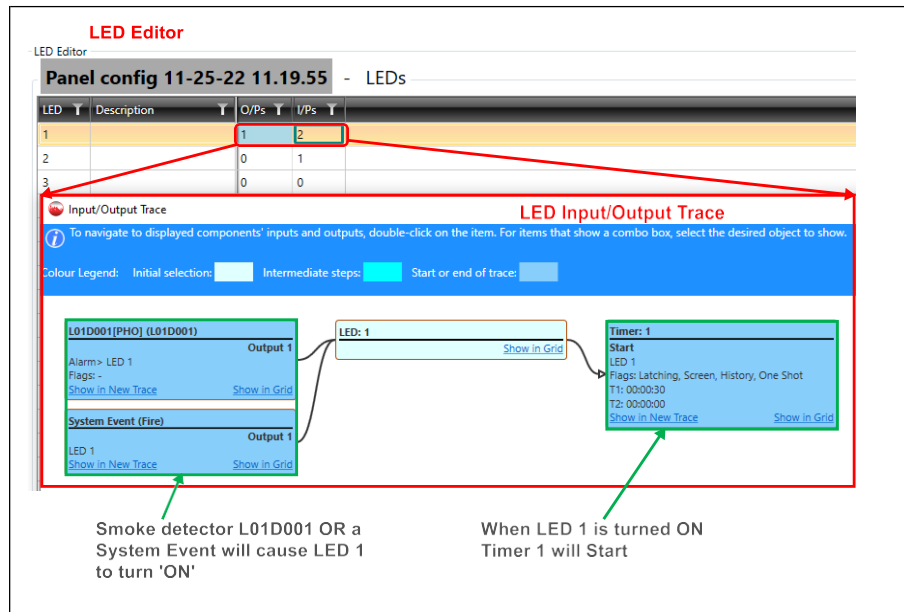 LED Editor
LED Editor
Panel config 11-25-22 11.19.55 - LEDs
LED Description O/Ps I/Ps
1 1 2
2 0 1
3 0 0
Input/Output Trace
LED Input/Output Trace
To navigate to displayed components' inputs and outputs, double-click on the item. For items that show a combo box, select the desired object to show.
Colour Legend: Initial selection: Intermediate steps: Start or end of trace:
L01D001[PHO] (L01D001)
Output 1
Alarm> LED 1
Flags: -
Show in New Trace Show in Grid
System Event (Fire)
Output 1
LED 1
Show in New Trace Show in Grid
LED: 1
Show in Grid
Timer: 1
Start
LED 1
Flags: Latching, Screen, History, One Shot
T1: 00:00:30
T2: 00:00:00
Show in New Trace Show in Grid
Smoke detector L01D001 OR a
System Event will cause LED 1
to turn 'ON'
When LED 1 is turned ON
Timer 1 will Start